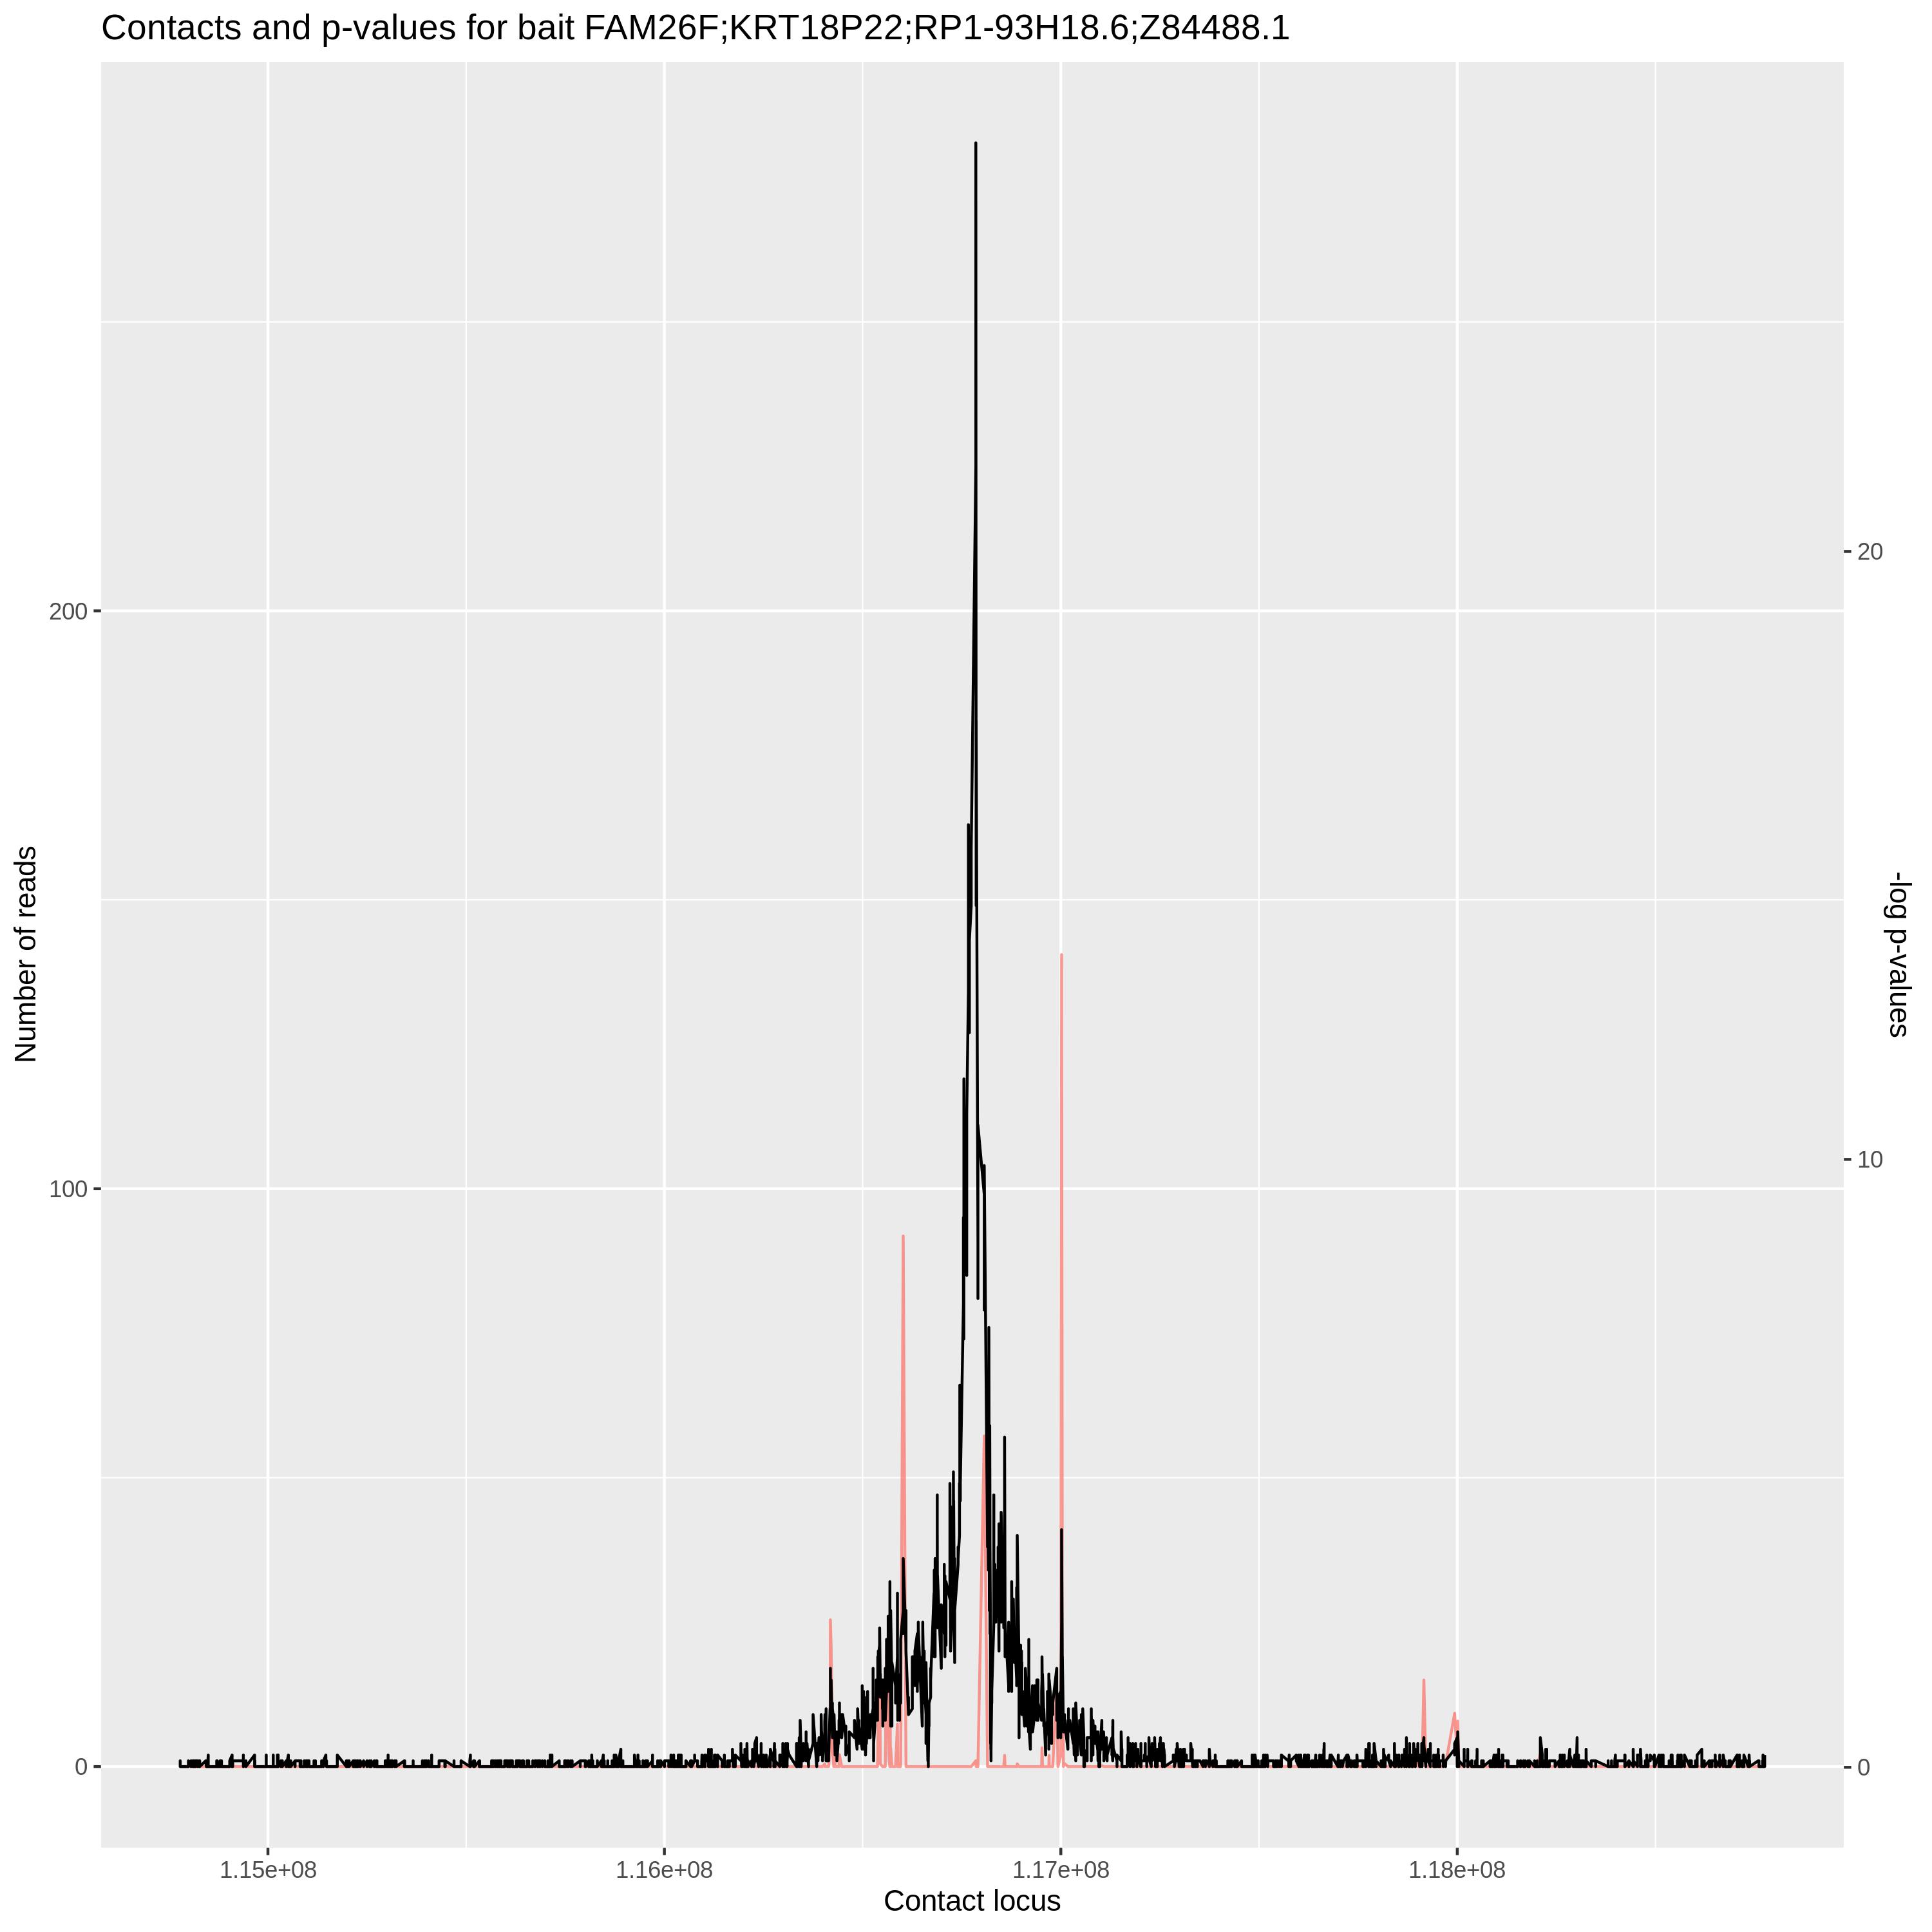 Contacts and p-values for bait FAM26F;KRT18P22;RP1-93H18.6;Z84488.1
Number of reads
200
100
0
20
10
0
-log p-values
1.15e+08 1.16e+08 1.17e+08 1.18e+08
Contact locus